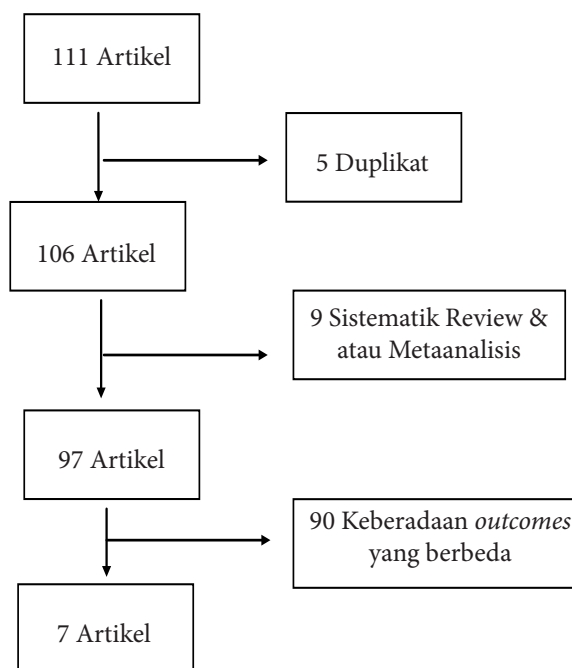 111 Artikel
5 Duplikat
106 Artikel
9 Sistematik Review &
atau Metaanalisis
97 Artikel
90 Keberadaan outcomes
yang berbeda
7 Artikel